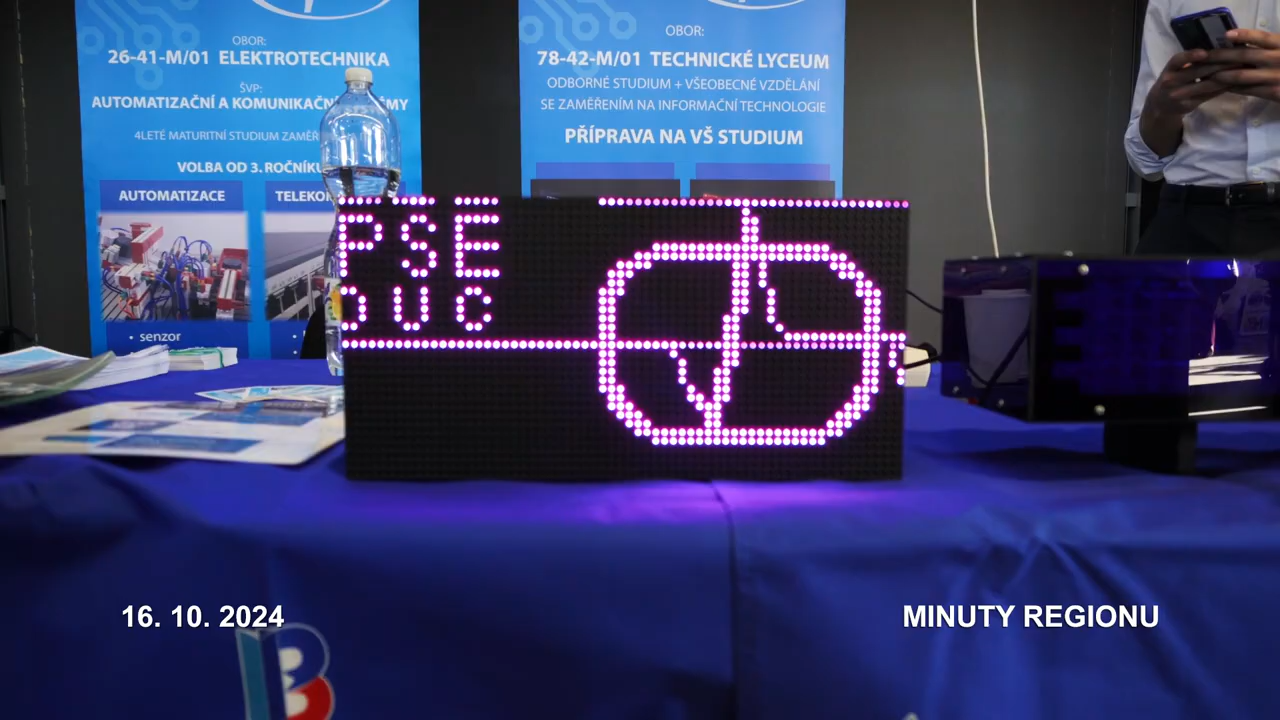 OBOR:
26-41-M/01 ELEKTROTECHNIKA
ŠVP:
AUTOMATIZAČNÍ A
4LETÉ MATURITNÍ STUDIUM
VOLBA OD 3. ROČNÍKU
AUTOMATIZACE
• senzor
OBOR:
78-42-M/01 TECHNICKÉ LYCEUM
ODBORNÉ STUDIUM + VŠEOBECNÉ VZDĚLÁNÍ
SE ZAMĚŘENÍM NA INFORMAČNÍ TECHNOLOGIE
PŘÍPRAVA NA VŠ STUDIUM
PSE
OUC
16. 10. 2024
MINUTY REGIONU
B